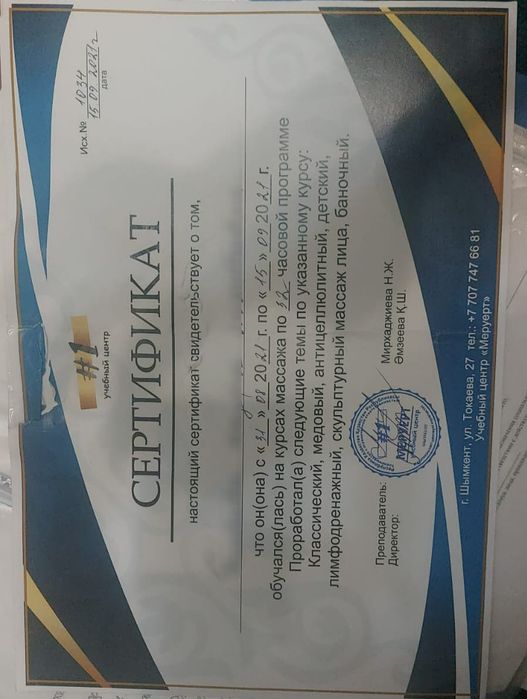 #1
учебный центр
Исх.№ 1034
15 09 2021 г
дата
СЕРТИФИКАТ
настоящий сертификат свидетельствует о том,
что он(она) с «31» 08 2021 г. по «15» 09 2021 г.
обучался(лась) на курсах массажа по часовой программе
Проработал(а) следующие темы по указанному курсу:
Классический, медовый, антицеллюлитный, детский,
лимфодренажный, скульптурный массаж лица, баночный.
Преподаватель: Мирхаджиева Н.Ж.
Директор: Әмзеева Қ.Ш.
г. Шымкент, ул. Токаева, 27 тел.: +7 707 747 66 81
Учебный центр «Меруерт»